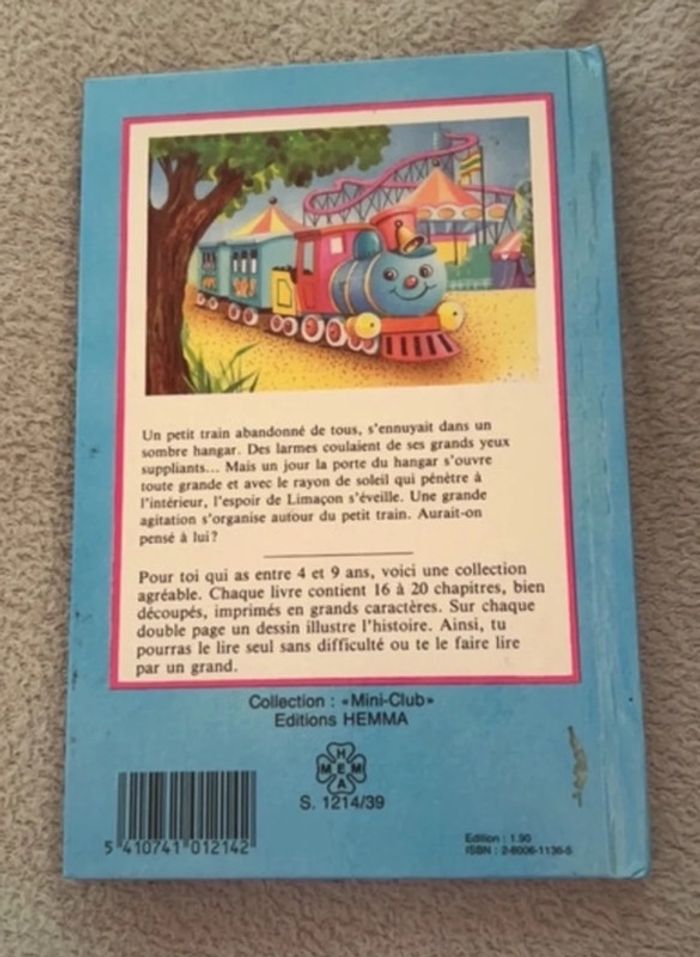 Un petit train abandonné de tous, s'ennuyait dans un
sombre hangar. Des larmes coulaient de ses grands yeux
suppliants... Mais un jour la porte du hangar s'ouvre
toute grande et avec le rayon de soleil qui pénètre à
l'intérieur, l'espoir de Limaçon s'éveille. Une grande
agitation s'organise autour du petit train. Aurait-on
pensé à lui?
Pour toi qui as entre 4 et 9 ans, voici une collection
agréable. Chaque livre contient 16 à 20 chapitres, bien
découpés, imprimés en grands caractères. Sur chaque
double page un dessin illustre l'histoire. Ainsi, tu
pourras le lire seul sans difficulté ou te le faire lire
par un grand.
Collection : «Mini-Club»
Editions HEMMA
H
MEM
A
S. 1214/39
5 410741 012142
Edition : 1.90
ISBN : 2-8006-1136-5